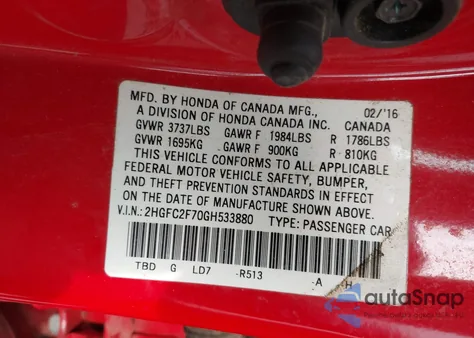 MFD. BY HONDA OF CANADA MFG., 02/'16
A DIVISION OF HONDA CANADA INC. CANADA
GVWR 3737LBS GAWR F 1984LBS R 1786LBS
GVWR 1695KG GAWR F 900KG R 810KG
THIS VEHICLE CONFORMS TO ALL APPLICABLE
FEDERAL MOTOR VEHICLE SAFETY, BUMPER,
AND THEFT PREVENTION STANDARDS IN EFFECT
ON THE DATE OF MANUFACTURE SHOWN ABOVE.
V.I.N.: 2HGFC2F70GH533880 TYPE: PASSENGER CAR
TBD G LD7 -R513 -A H
autoSnap